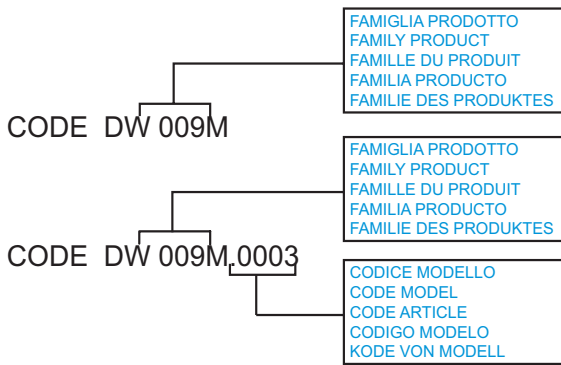 FAMIGLIA PRODOTTO
FAMILY PRODUCT
FAMILLE DU PRODUIT
FAMILIA PRODUCTO
FAMILIE DES PRODUKTES
CODE DW 009M
FAMIGLIA PRODOTTO
FAMILY PRODUCT
FAMILLE DU PRODUIT
FAMILIA PRODUCTO
FAMILIE DES PRODUKTES
CODE DW 009M.0003
CODICE MODELLO
CODE MODEL
CODE ARTICLE
CODIGO MODELO
KODE VON MODELL